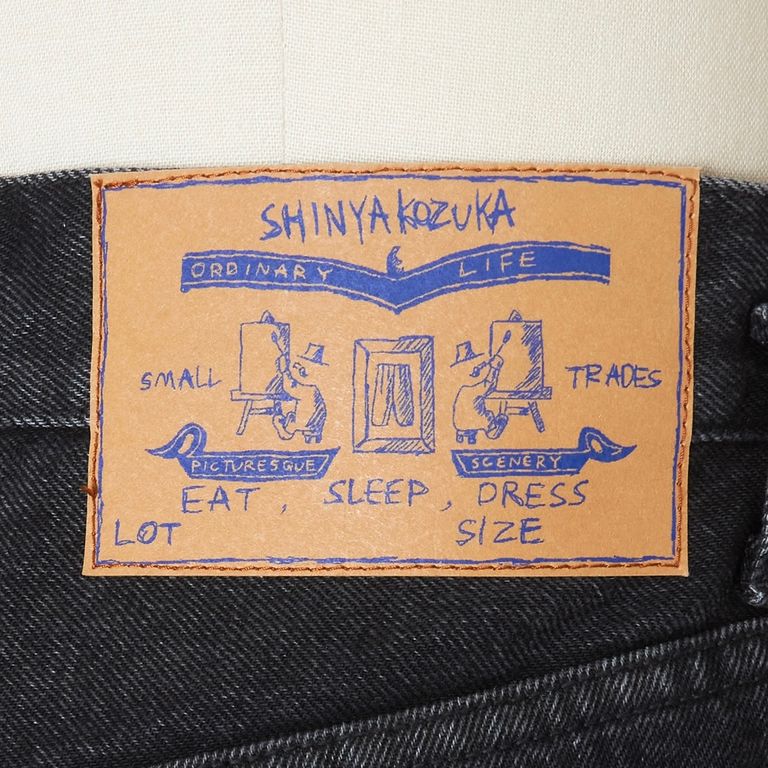 SHINYAKOZUKA
ORDINARY LIFE
SMALL TRADES
PICTURESQUE SCENERY
EAT, SLEEP, DRESS
LOT SIZE